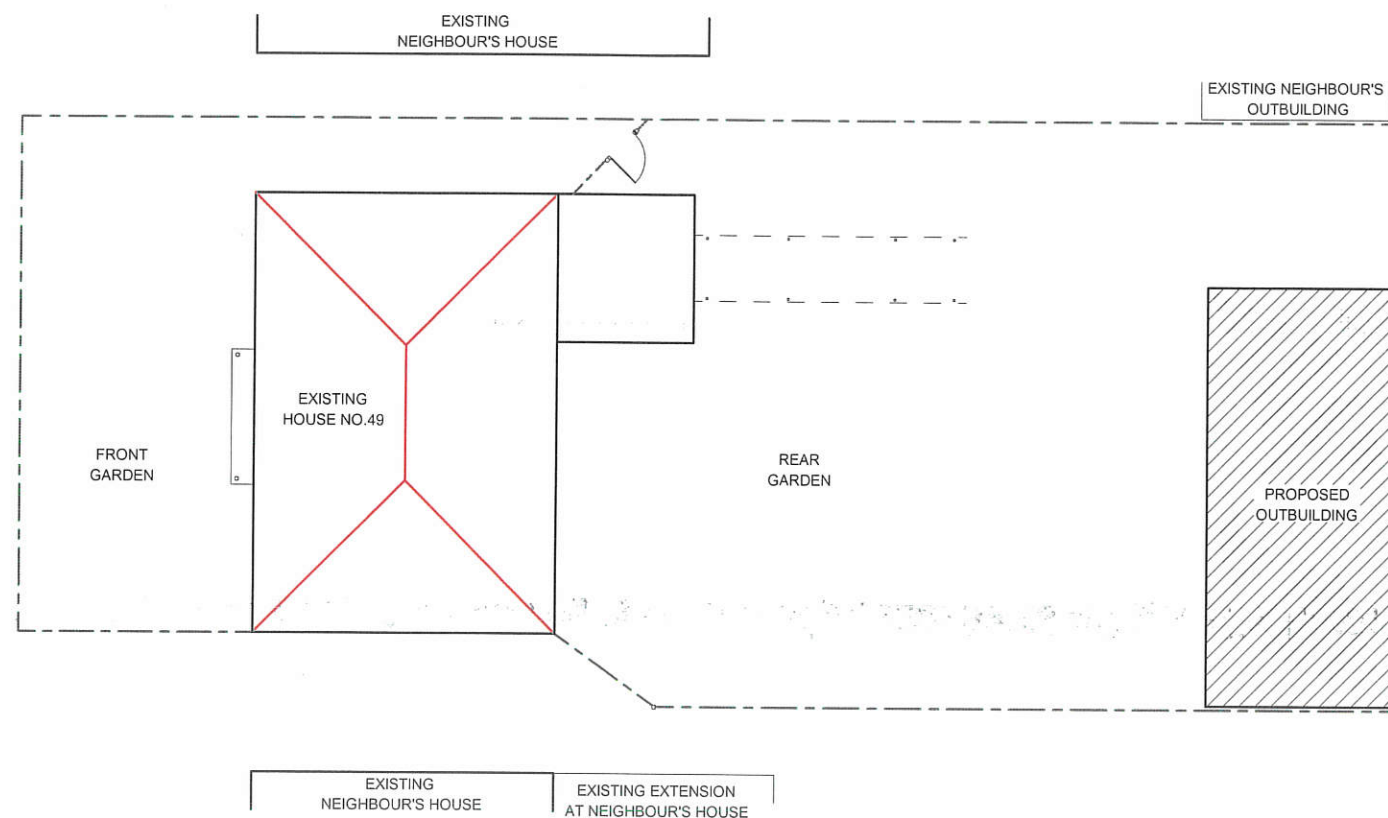 EXISTING
NEIGHBOUR'S HOUSE
EXISTING NEIGHBOUR'S
OUTBUILDING
EXISTING
HOUSE NO.49
FRONT
GARDEN
REAR
GARDEN
PROPOSED
OUTBUILDING
EXISTING
NEIGHBOUR'S HOUSE
EXISTING EXTENSION
AT NEIGHBOUR'S HOUSE